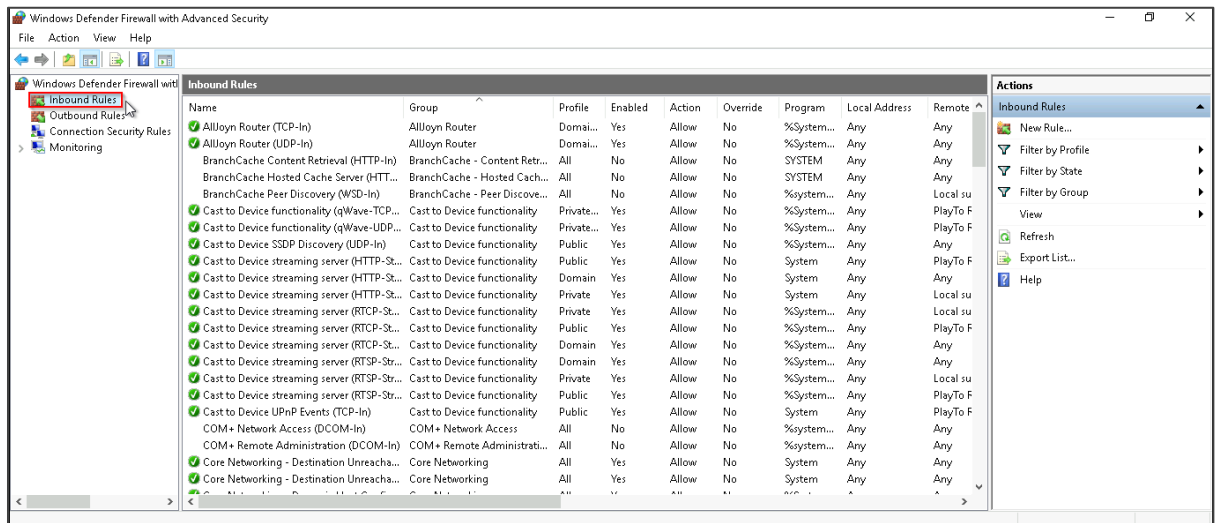 Windows Defender Firewall with Advanced Security
File Action View Help
Windows Defender Firewall witl
Inbound Rules
Outbound Rules
Connection Security Rules
Monitoring
Inbound Rules
Name Group Profile Enabled Action Override Program Local Address Remote
AllJoyn Router (TCP-In) AllJoyn Router Domai... Yes Allow No %System... Any Any
AllJoyn Router (UDP-In) AllJoyn Router Domai... Yes Allow No %System... Any Any
BranchCache Content Retrieval (HTTP-In) BranchCache - Content Retr... All No Allow No SYSTEM Any Any
BranchCache Hosted Cache Server (HTT... BranchCache - Hosted Cach... All No Allow No SYSTEM Any Any
BranchCache Peer Discovery (WSD-In) BranchCache - Peer Discove... All No Allow No %system... Any Local su
Cast to Device functionality (qWave-TCP... Cast to Device functionality Private... Yes Allow No %System... Any PlayTo R
Cast to Device functionality (qWave-UDP... Cast to Device functionality Private... Yes Allow No %System... Any PlayTo R
Cast to Device SSDP Discovery (UDP-In) Cast to Device functionality Public Yes Allow No %System... Any Any
Cast to Device streaming server (HTTP-St... Cast to Device functionality Public Yes Allow No System Any PlayTo R
Cast to Device streaming server (HTTP-St... Cast to Device functionality Domain Yes Allow No System Any Any
Cast to Device streaming server (HTTP-St... Cast to Device functionality Private Yes Allow No System Any Local su
Cast to Device streaming server (RTCP-St... Cast to Device functionality Private Yes Allow No %System... Any Local su
Cast to Device streaming server (RTCP-St... Cast to Device functionality Public Yes Allow No %System... Any PlayTo R
Cast to Device streaming server (RTCP-St... Cast to Device functionality Domain Yes Allow No %System... Any Any
Cast to Device streaming server (RTSP-Str... Cast to Device functionality Domain Yes Allow No %System... Any Any
Cast to Device streaming server (RTSP-Str... Cast to Device functionality Private Yes Allow No %System... Any Local su
Cast to Device streaming server (RTSP-Str... Cast to Device functionality Public Yes Allow No %System... Any PlayTo R
Cast to Device UPnP Events (TCP-In) Cast to Device functionality Public Yes Allow No System Any PlayTo R
COM+ Network Access (DCOM-In) COM+ Network Access All No Allow No %system... Any Any
COM+ Remote Administration (DCOM-In) COM+ Remote Administrati... All No Allow No %system... Any Any
Core Networking - Destination Unreacha... Core Networking All Yes Allow No System Any Any
Core Networking - Destination Unreacha... Core Networking All Yes Allow No System Any Any
Actions
Inbound Rules
New Rule...
Filter by Profile
Filter by State
Filter by Group
View
Refresh
Export List...
Help